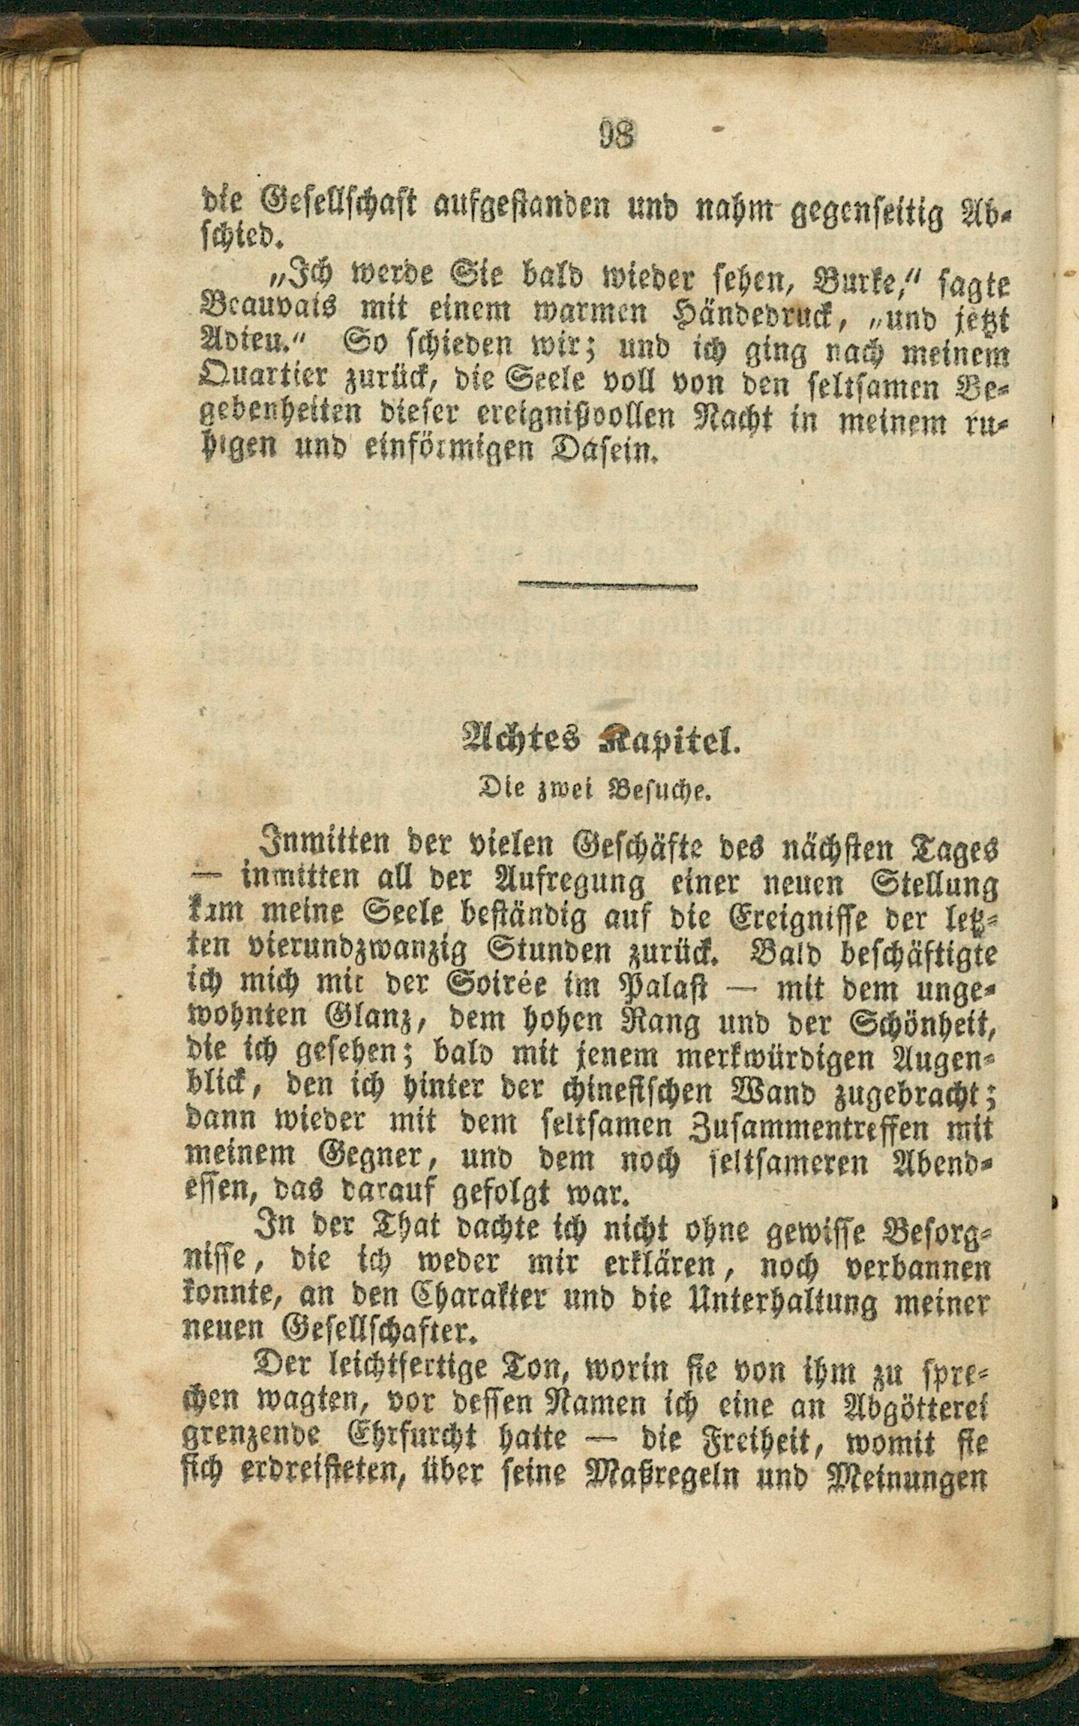 98
die Gesellschaft aufgestanden und nahm gegenseitig Ab-
schied.
„Ich werde Sie bald wieder sehen, Burke,“ sagte
Beauvais mit einem warmen Händedruck, „und jetzt
Adieu.“ So schieden wir; und ich ging nach meinem
Quartier zurück, die Seele voll von den seltsamen Be-
gebenheiten dieser ereignißvollen Nacht in meinem ru-
higen und einförmigen Dasein.
Achtes Kapitel.
Die zwei Besuche.
Inmitten der vielen Geschäfte des nächsten Tages
— inmitten all der Aufregung einer neuen Stellung
kam meine Seele beständig auf die Ereignisse der letz-
ten vierundzwanzig Stunden zurück. Bald beschäftigte
ich mich mit der Soirée im Palast — mit dem unge-
wohnten Glanz, dem hohen Rang und der Schönheit,
die ich gesehen; bald mit jenem merkwürdigen Augen-
blick, den ich hinter der chinesischen Wand zugebracht;
dann wieder mit dem seltsamen Zusammentreffen mit
meinem Gegner, und dem noch seltsameren Abend-
essen, das darauf gefolgt war.
In der That dachte ich nicht ohne gewisse Besorg-
nisse, die ich weder mir erklären, noch verbannen
konnte, an den Charakter und die Unterhaltung meiner
neuen Gesellschafter.
Der leichtfertige Ton, worin sie von ihm zu spre-
chen wagten, vor dessen Namen ich eine an Abgötterei
grenzende Ehrfurcht hatte — die Freiheit, womit sie
sich erdreisteten, über seine Maßregeln und Meinungen